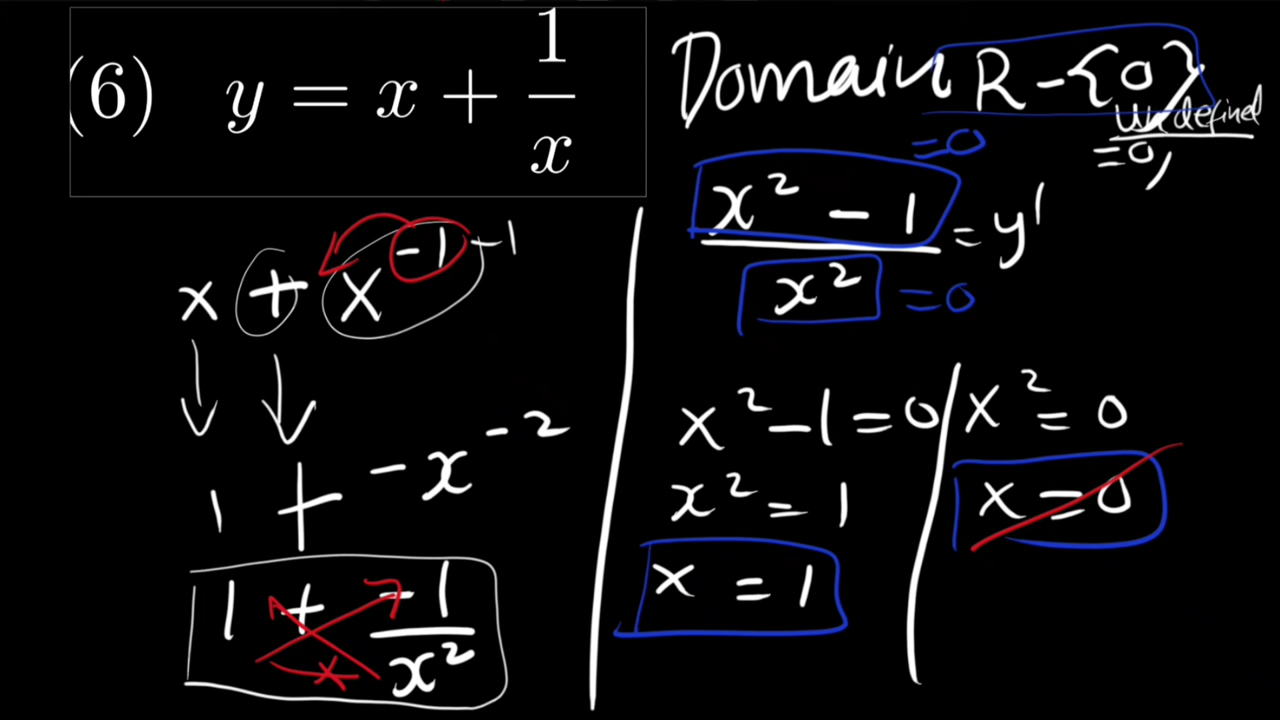 (6) y = x + 1/x
Domain R - {0}
undefined
= 0,
= 0
x² - 1
= y'
x²
= 0
x + x⁻¹ -1
1 + -x⁻²
1 + -1/x²
x² - 1 = 0
x² = 1
x = 1
x² = 0
x = 0